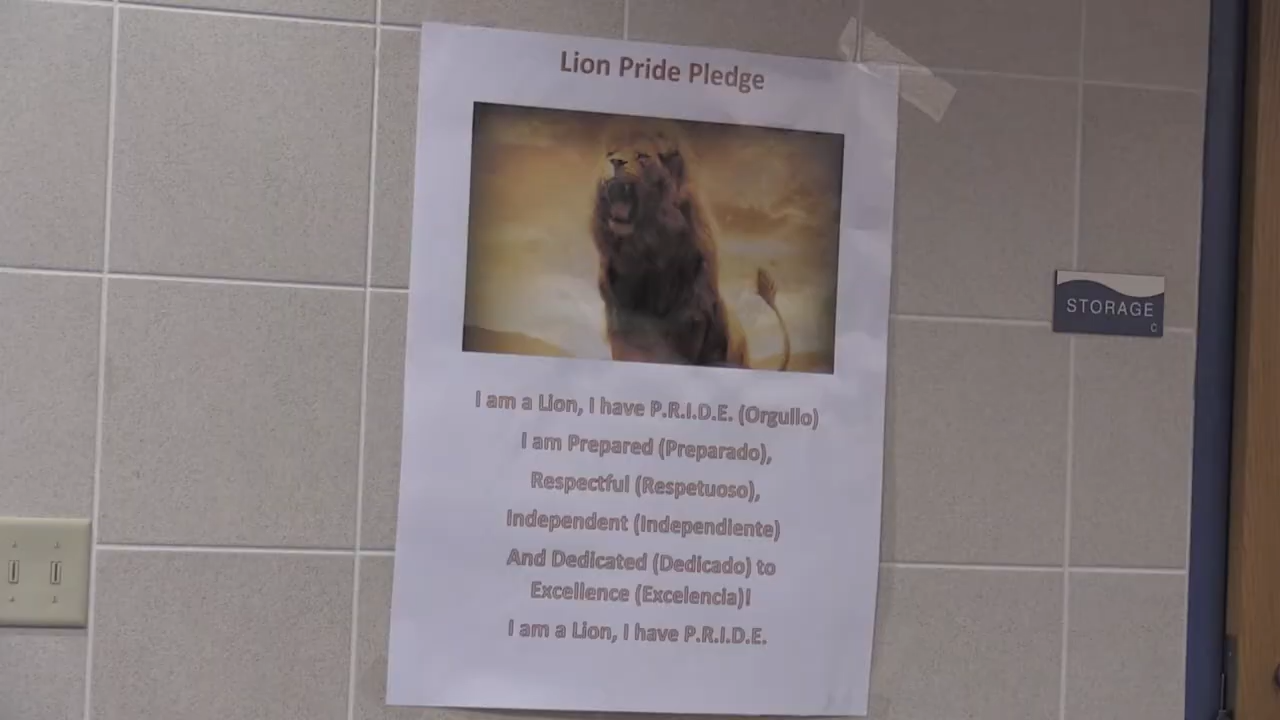 Lion Pride Pledge
I am a Lion, I have P.R.I.D.E. (Orgullo)
I am Prepared (Preparado),
Respectful (Respetuoso),
Independent (Independiente)
And Dedicated (Dedicado) to
Excellence (Excelencia)!
I am a Lion, I have P.R.I.D.E.
STORAGE
C